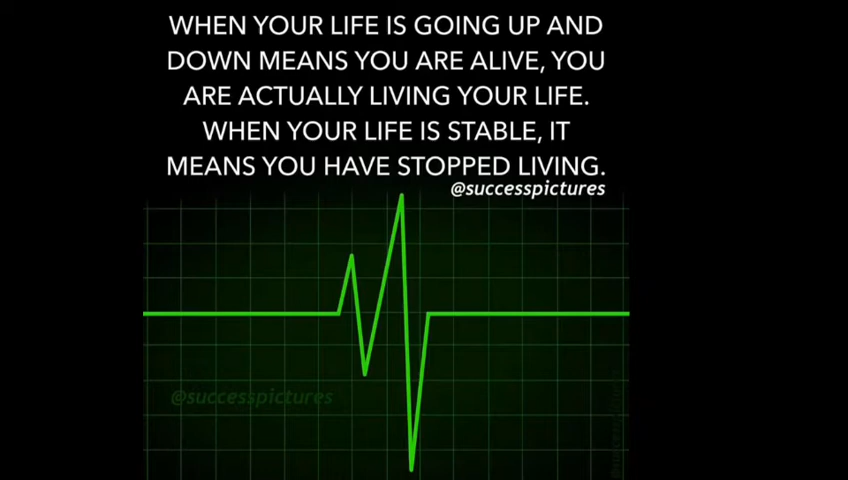 WHEN YOUR LIFE IS GOING UP AND
DOWN MEANS YOU ARE ALIVE, YOU
ARE ACTUALLY LIVING YOUR LIFE.
WHEN YOUR LIFE IS STABLE, IT
MEANS YOU HAVE STOPPED LIVING.
@successpictures
@successpictures